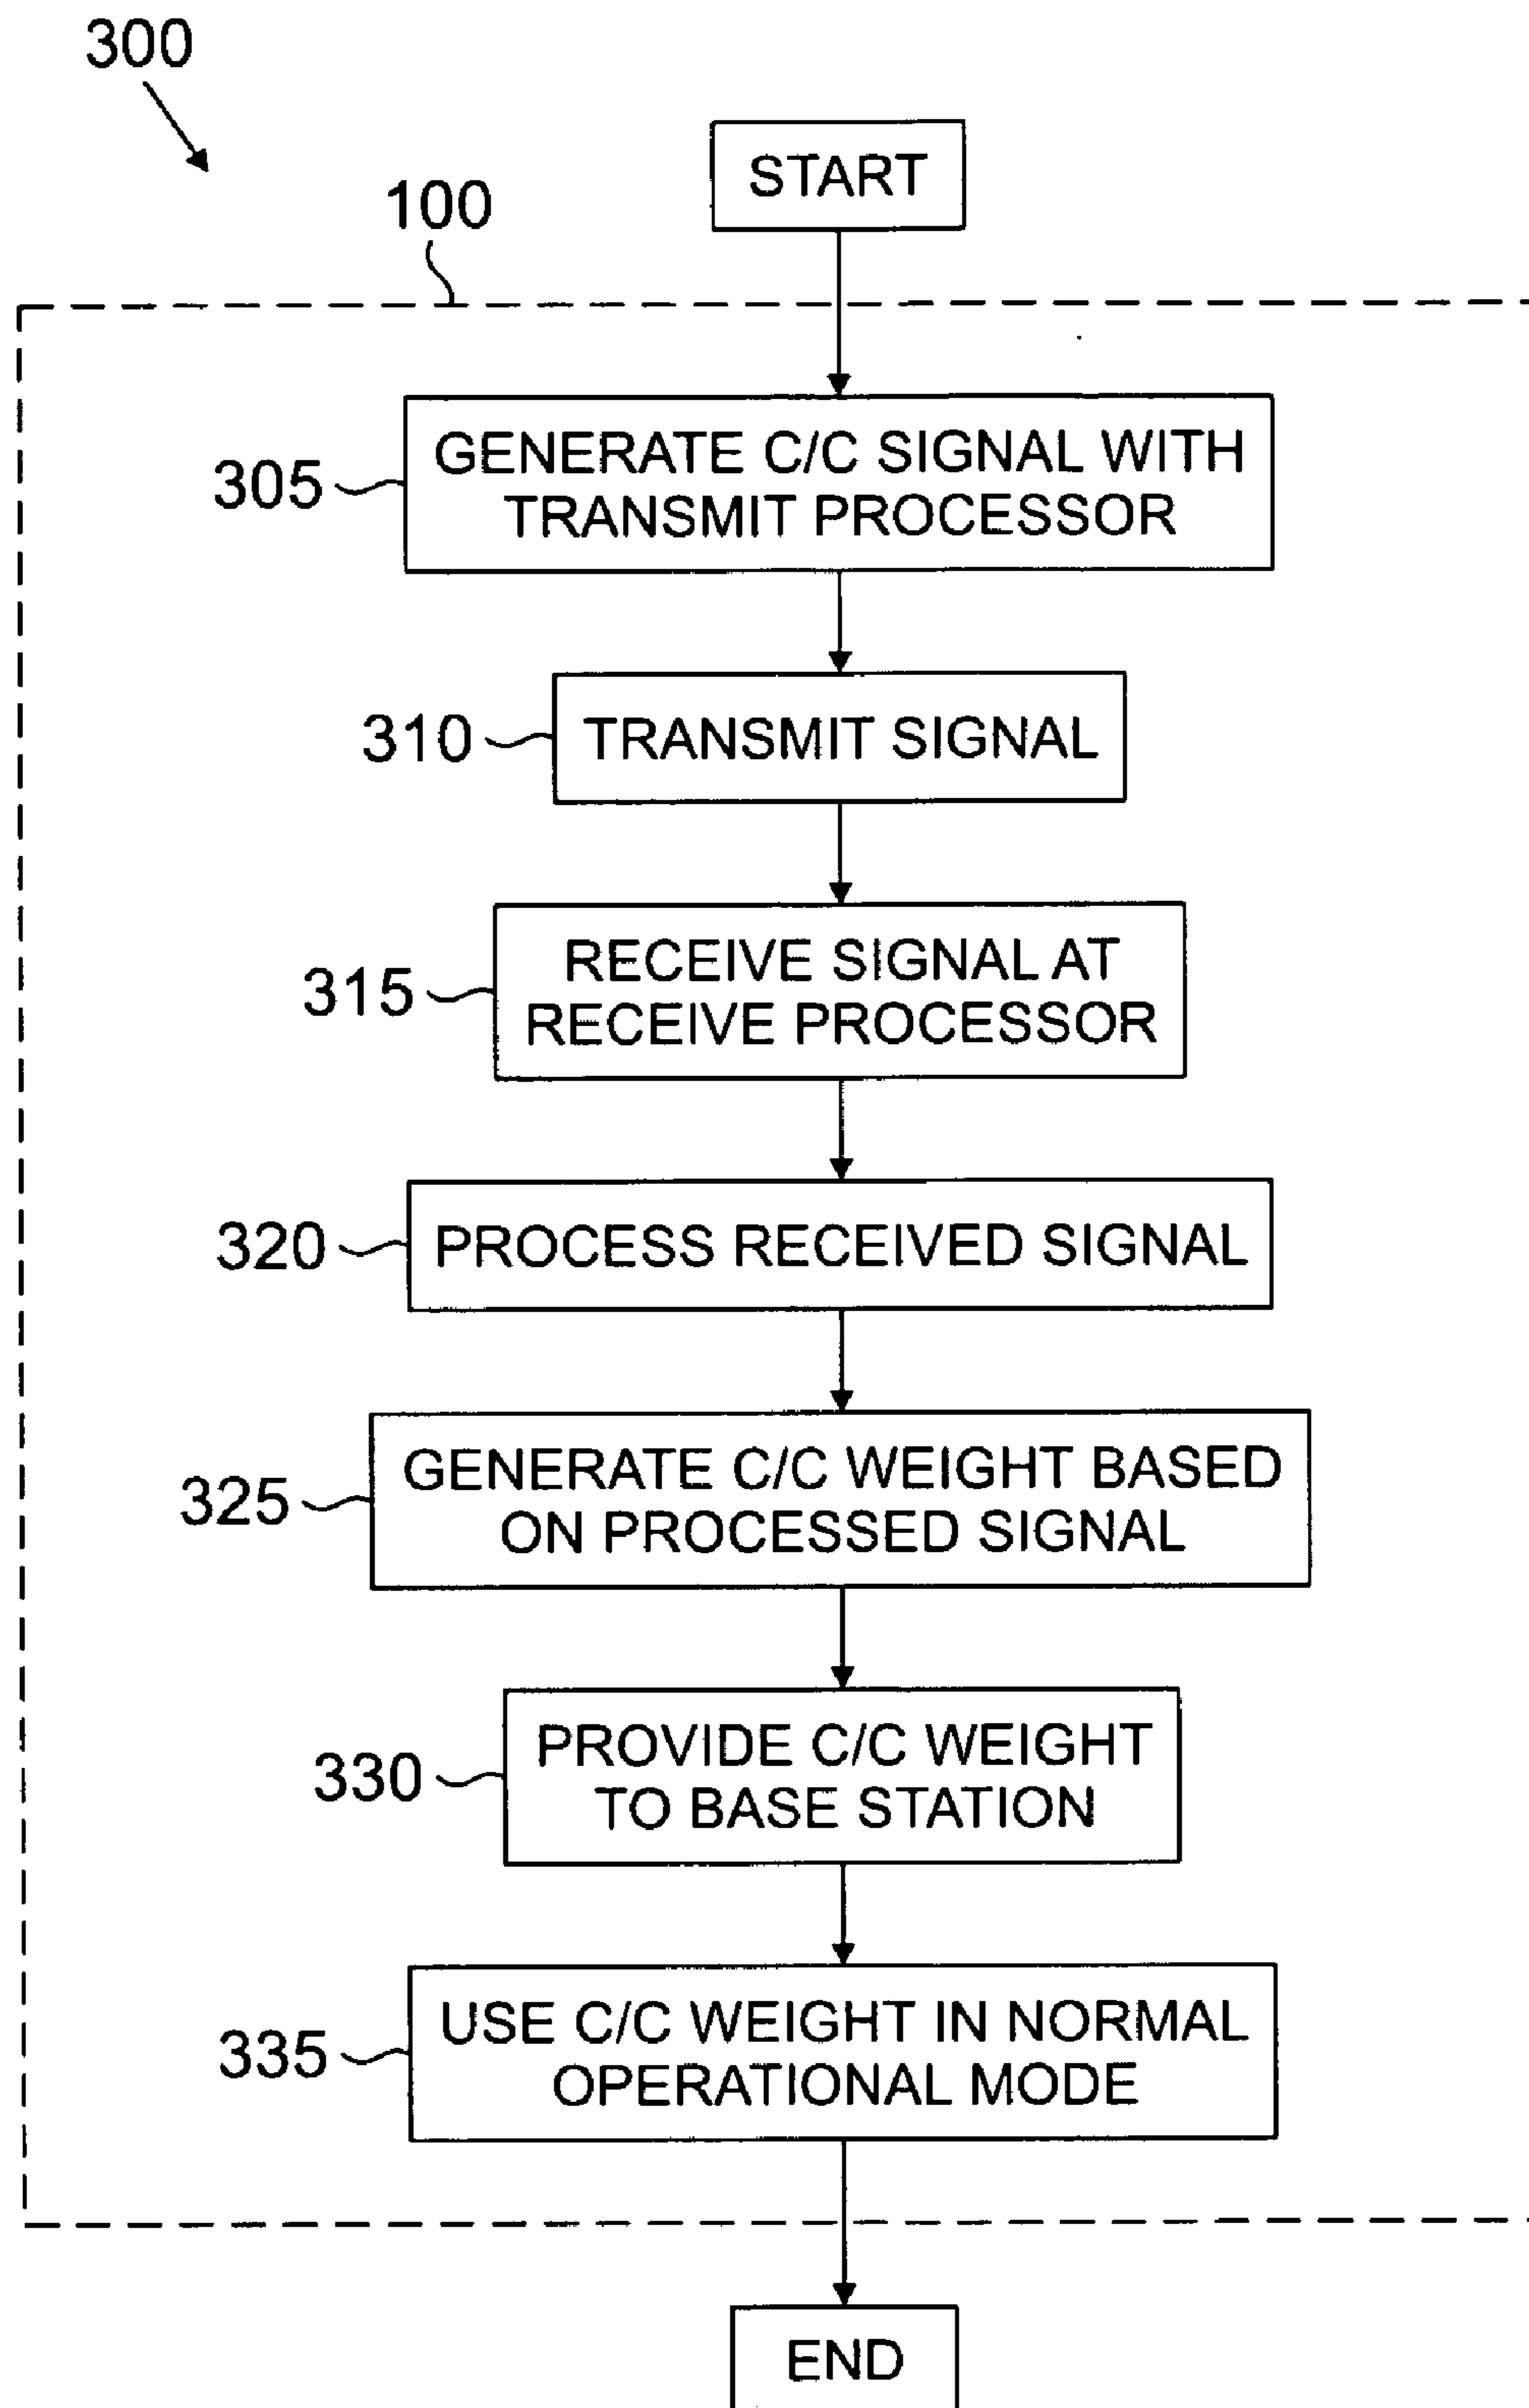 300
START
100
305
GENERATE C/C SIGNAL WITH
TRANSMIT PROCESSOR
310
TRANSMIT SIGNAL
315
RECEIVE SIGNAL AT
RECEIVE PROCESSOR
320
PROCESS RECEIVED SIGNAL
325
GENERATE C/C WEIGHT BASED
ON PROCESSED SIGNAL
330
PROVIDE C/C WEIGHT
TO BASE STATION
335
USE C/C WEIGHT IN NORMAL
OPERATIONAL MODE
END